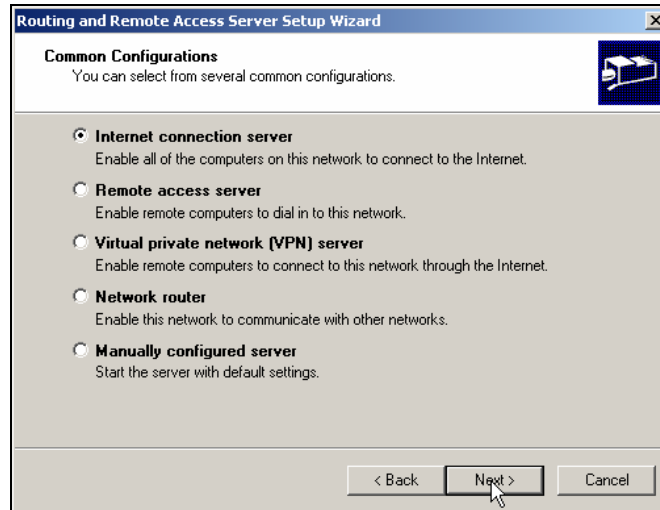 Routing and Remote Access Server Setup Wizard
Common Configurations
You can select from several common configurations.
Internet connection server
Enable all of the computers on this network to connect to the Internet.
Remote access server
Enable remote computers to dial in to this network.
Virtual private network (VPN) server
Enable remote computers to connect to this network through the Internet.
Network router
Enable this network to communicate with other networks.
Manually configured server
Start the server with default settings.
< Back Next > Cancel